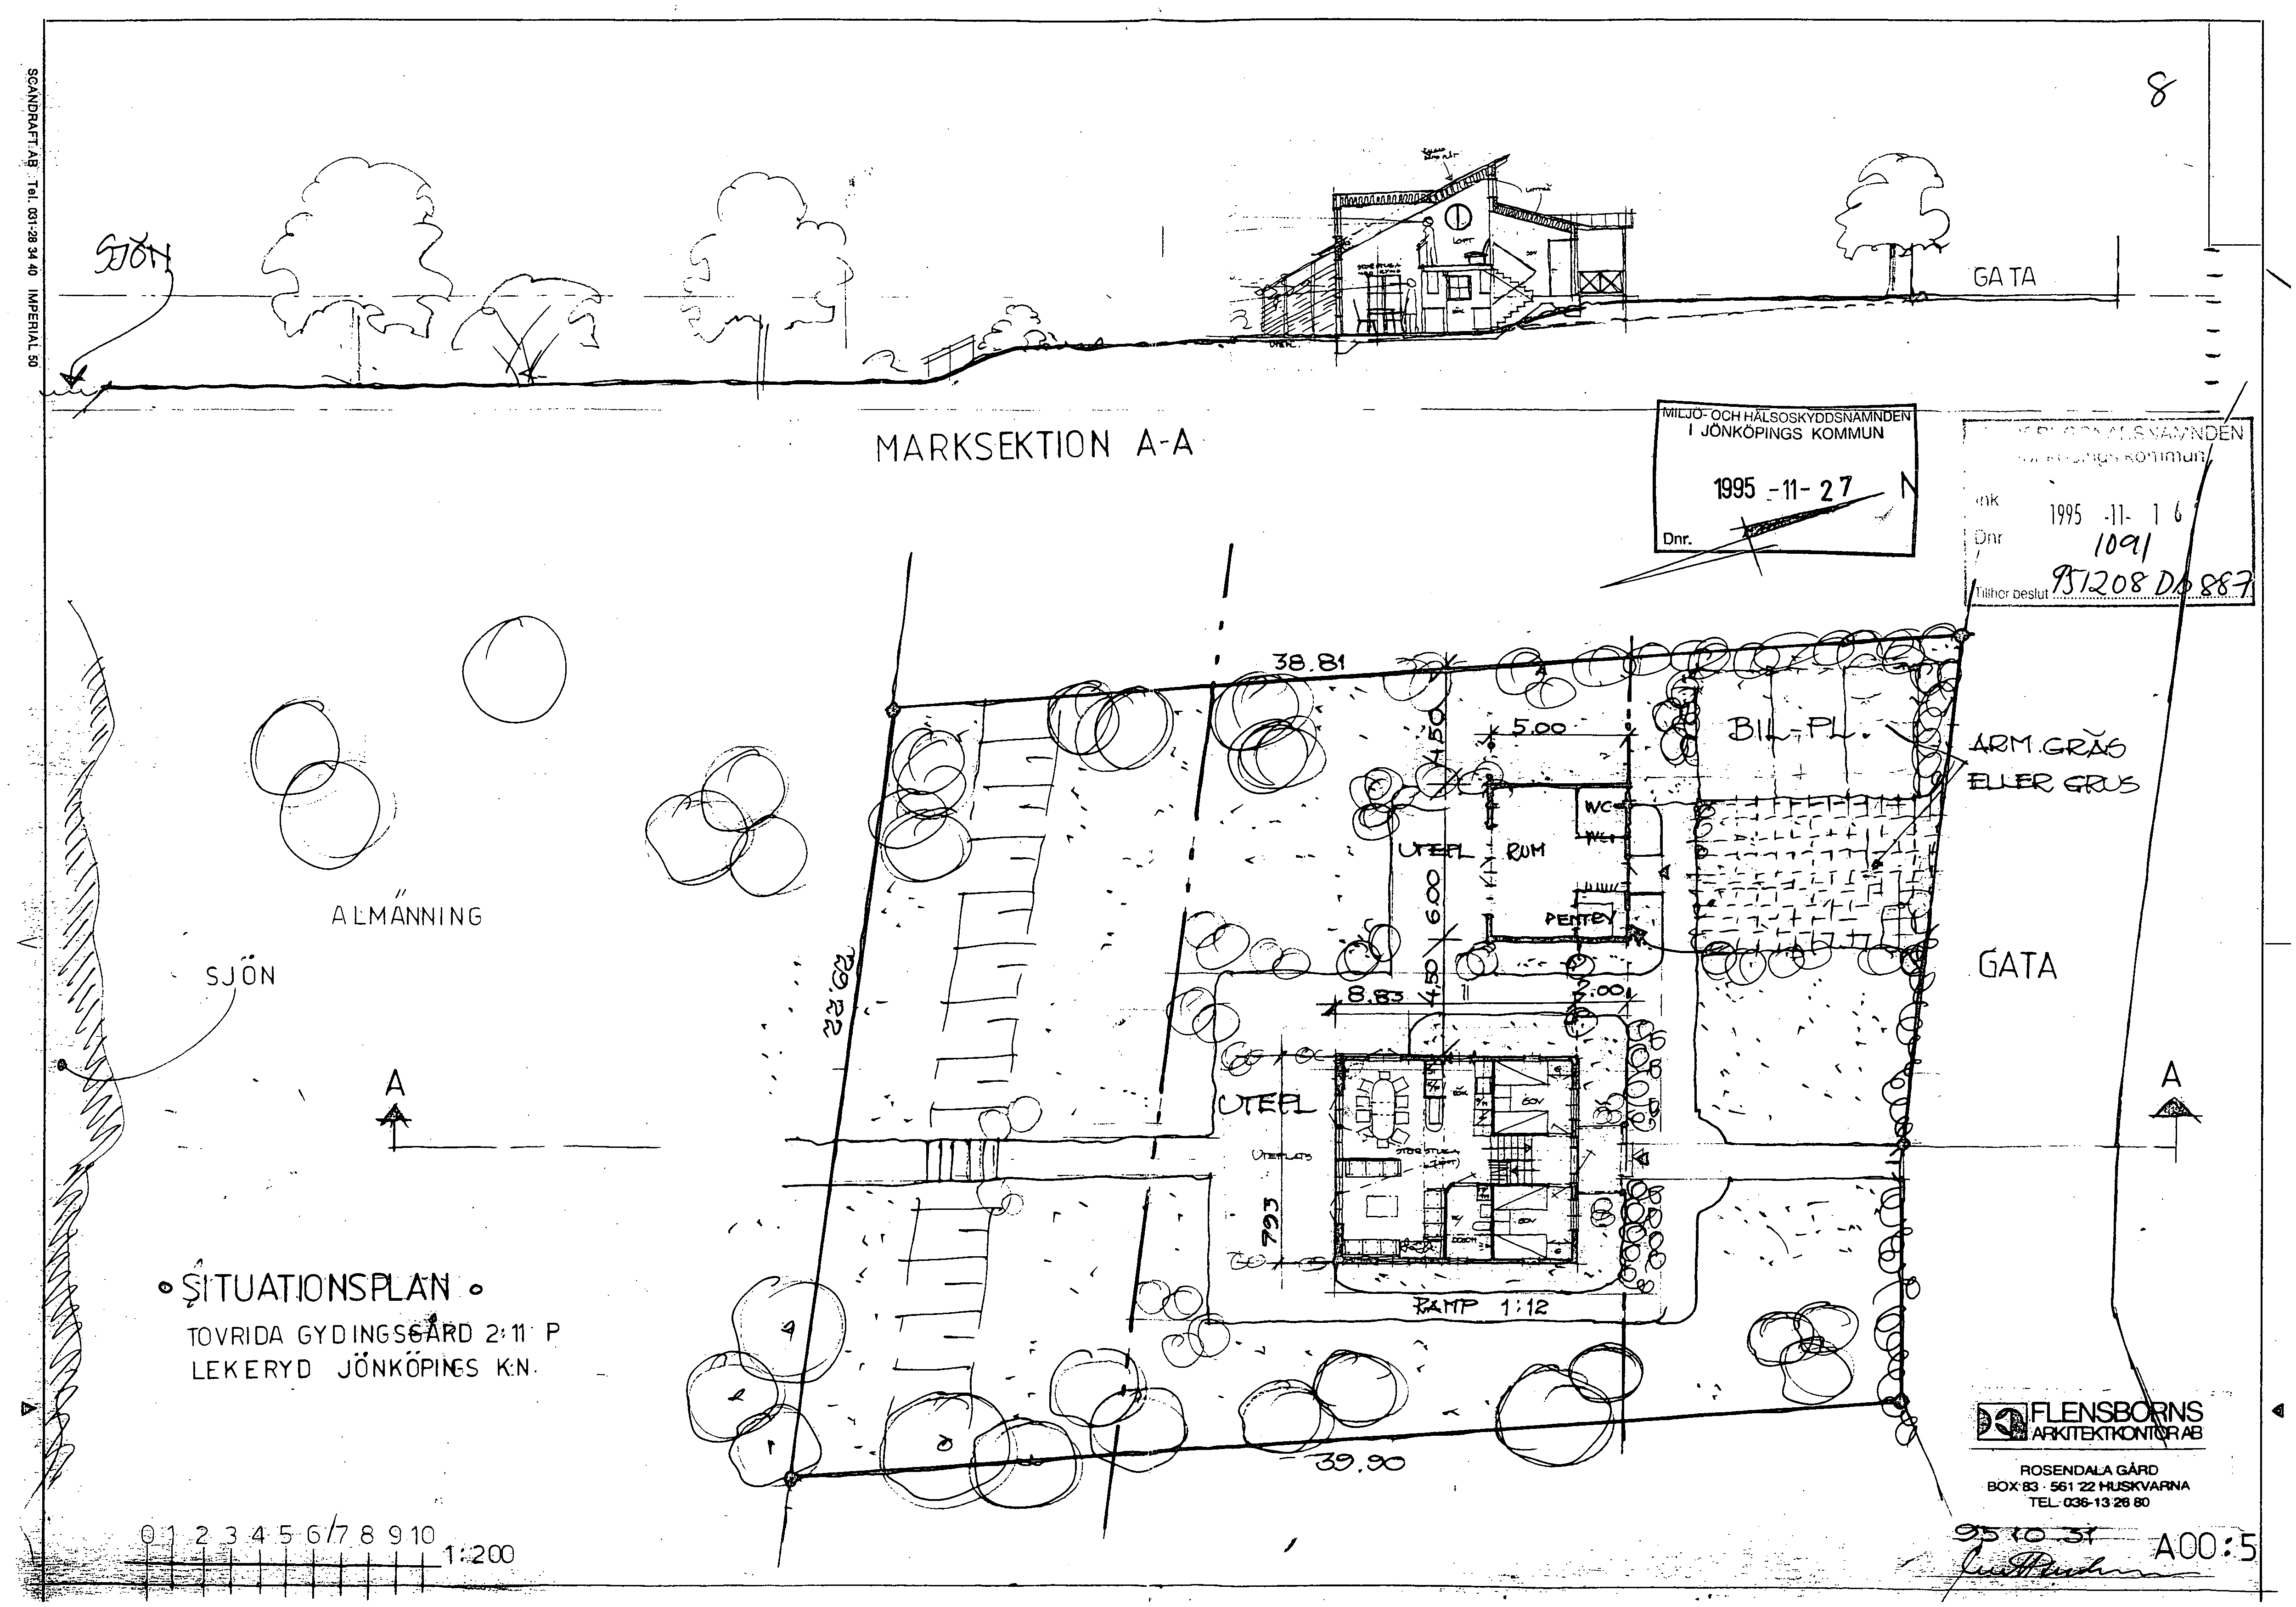 SCANDRAFT AB Tel. 031-28 34 40 IMPERIAL 50
8
SJÖN
LOFT
SOV
GATA
MARKSEKTION A-A
MILJÖ- OCH HÄLSOSKYDDSNÄMNDEN
I JÖNKÖPINGS KOMMUN
1995 -11- 27
Dnr.
N
NÄMNDEN
kommun
Ink
1995 -11- 16
Dnr
1091
Tillhör beslut 951208 DB 887
38.81
4.50
5.00
BIL-PL.
ARM.GRÄS
ELLER GRUS
WC
UTEPL
RUM
6.00
PENTRY
ALMÄNNING
SJÖN
29.22
4.50
8.83
2.00
GATA
A
A
UTEPL
UTEPLATS
SOV
SOV
793
RAMP 1:12
SITUATIONSPLAN
TOVRIDA GYDINGSGÅRD 2:11 P
LEKERYD JÖNKÖPINGS K:N.
39.90
FLENSBORNS
ARKITEKTKONTOR AB
ROSENDALA GÅRD
BOX 83 · 561 22 HUSKVARNA
TEL. 036-13 26 80
0 1 2 3 4 5 6 7 8 9 10
1:200
95 10 31
A00:5